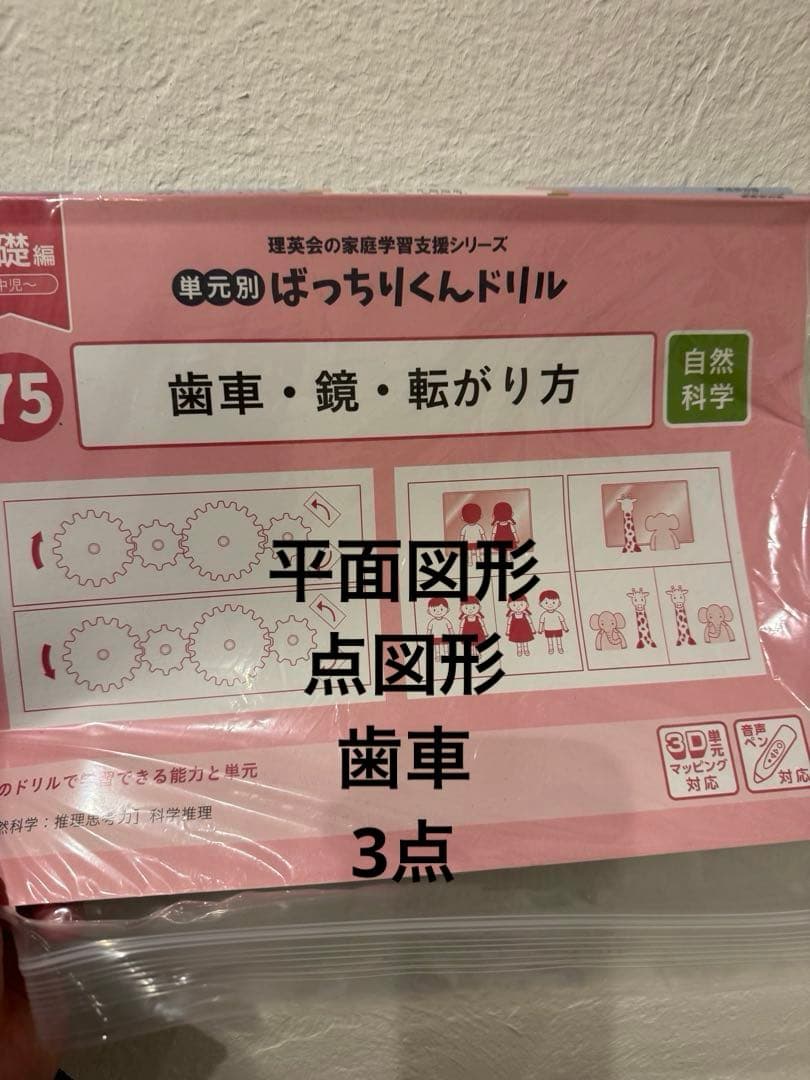 礎編
中児～
理英会の家庭学習支援シリーズ
単元別 ばっちりくんドリル
75
歯車・鏡・転がり方
自然
科学
平面図形
点図形
歯車
3点
のドリルで学習できる能力と単元
然科学：推理思考力」科学推理
3D単元
マッピング
対応
音声
ペン
対応